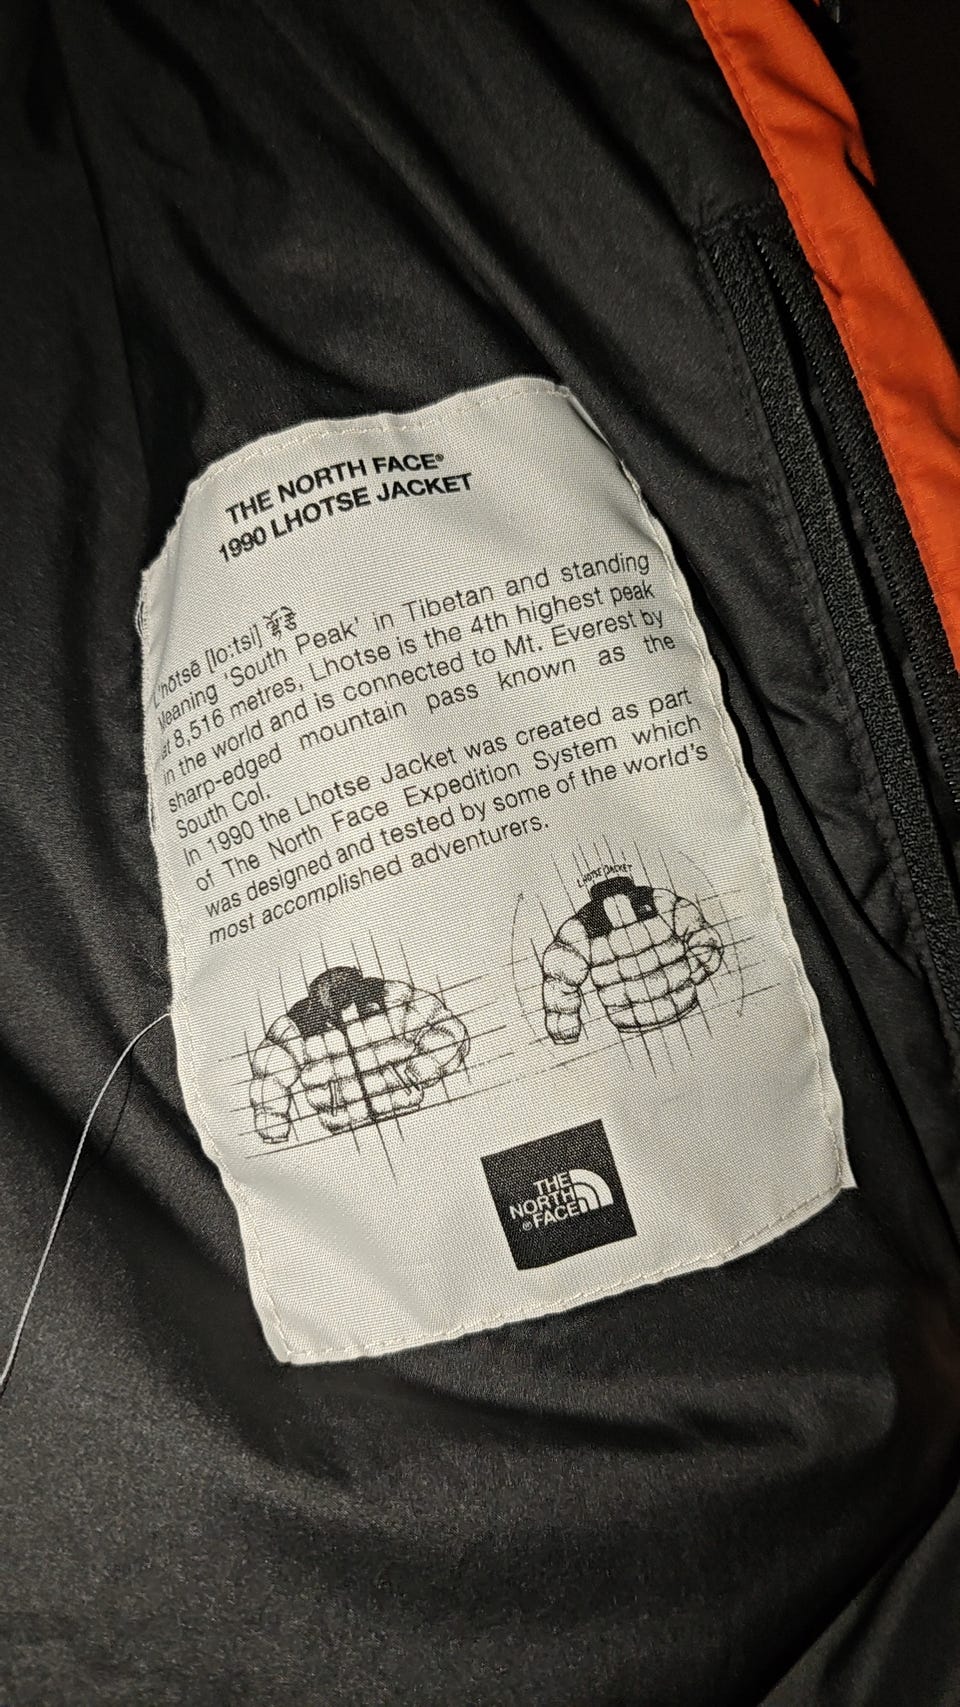 THE NORTH FACE®
1990 LHOTSE JACKET
L'hōtsē [lo:tsi]
Meaning 'South Peak' in Tibetan and standing
at 8,516 metres, Lhotse is the 4th highest peak
in the world and is connected to Mt. Everest by
sharp-edged mountain pass known as the
South Col.
In 1990 the Lhotse Jacket was created as part
of The North Face Expedition System which
was designed and tested by some of the world's
most accomplished adventurers.
LHOTSE JACKET
THE
NORTH
® FACE